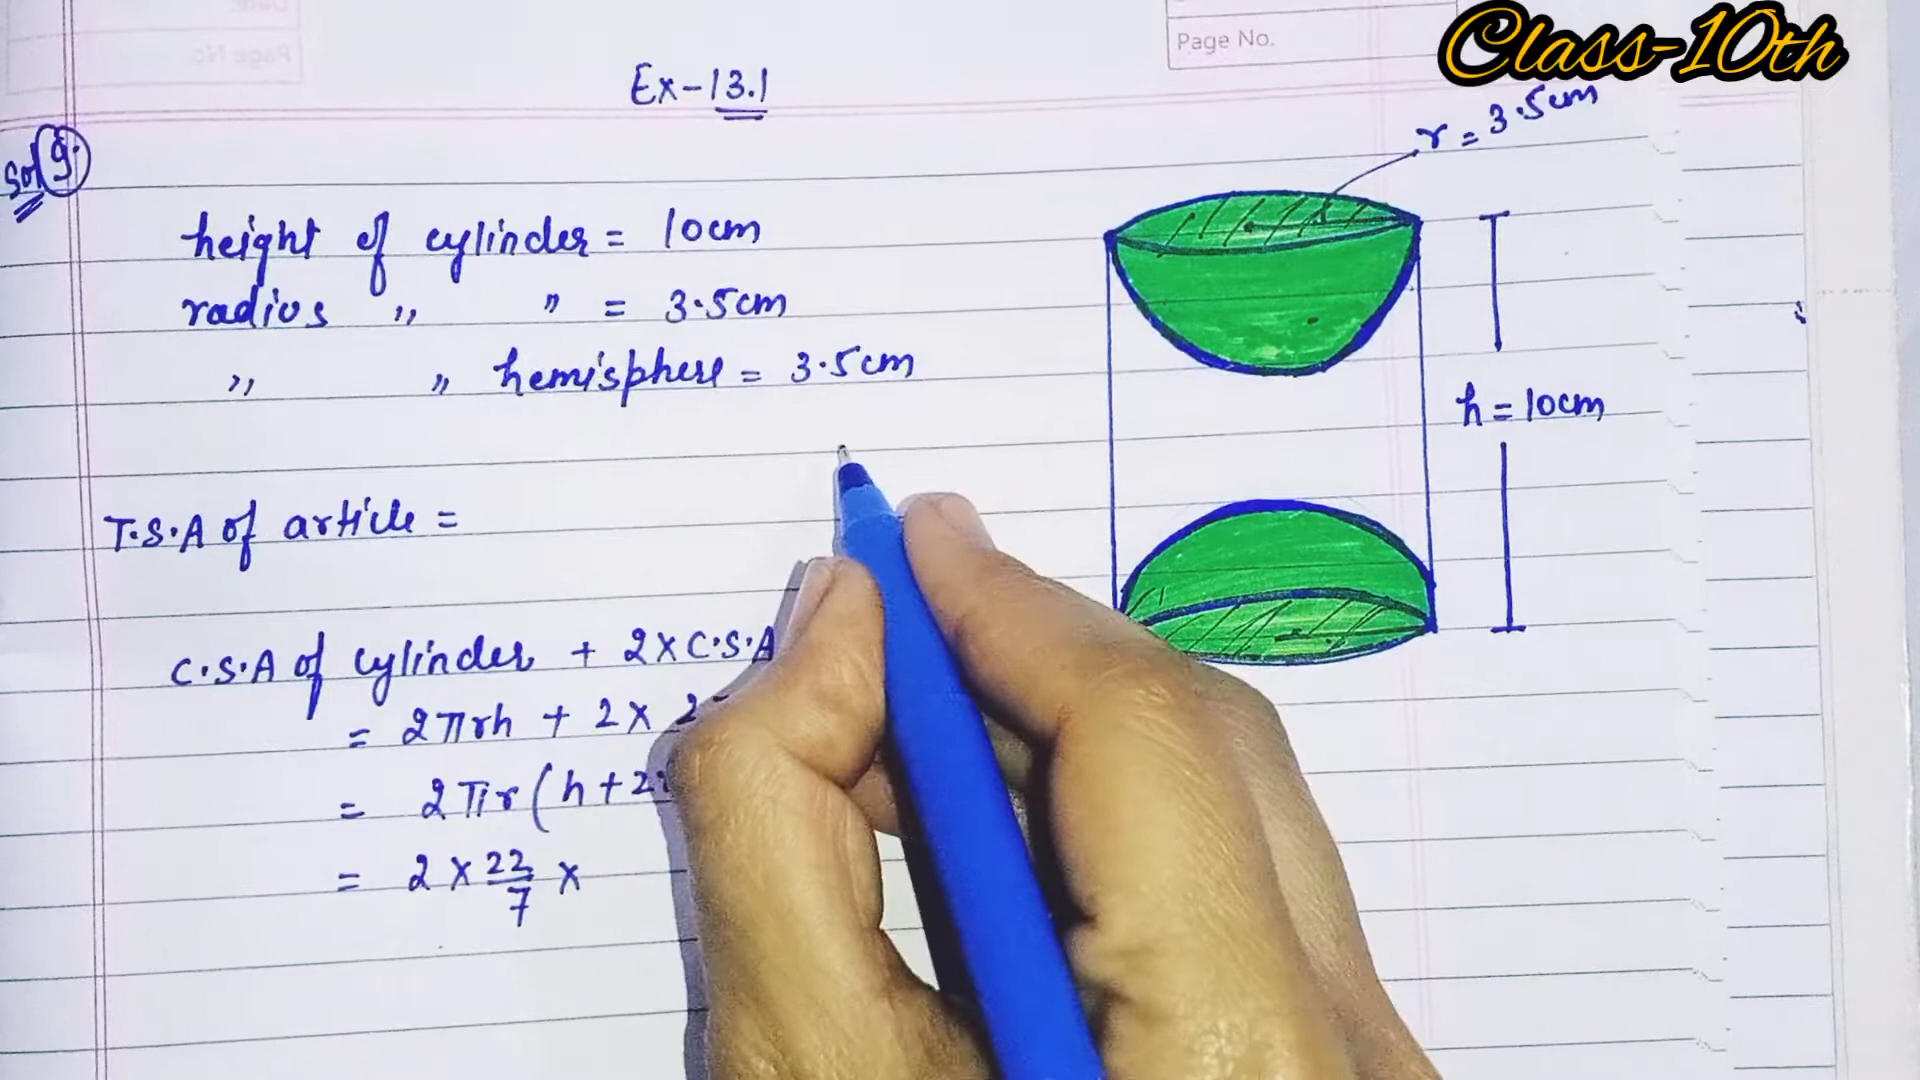 Class-10th
Page No.
Ex-13.1
Sol 9.
r = 3.5cm
height of cylinder = 10cm
radius ,, ,, = 3.5cm
,, ,, hemisphere = 3.5cm
h = 10cm
T.S.A of article =
C.S.A of cylinder + 2 x C.S.A
= 2πrh + 2 x 2
= 2πr (h + 2
= 2 x 22/7 x